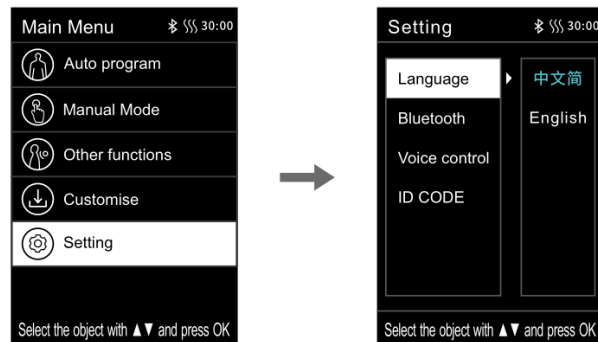 Main Menu 30:00
Auto program
Manual Mode
Other functions
Customise
Setting
Select the object with ▲▼ and press OK
Setting 30:00
Language
中文简
Bluetooth
English
Voice control
ID CODE
Select the object with ▲▼ and press OK